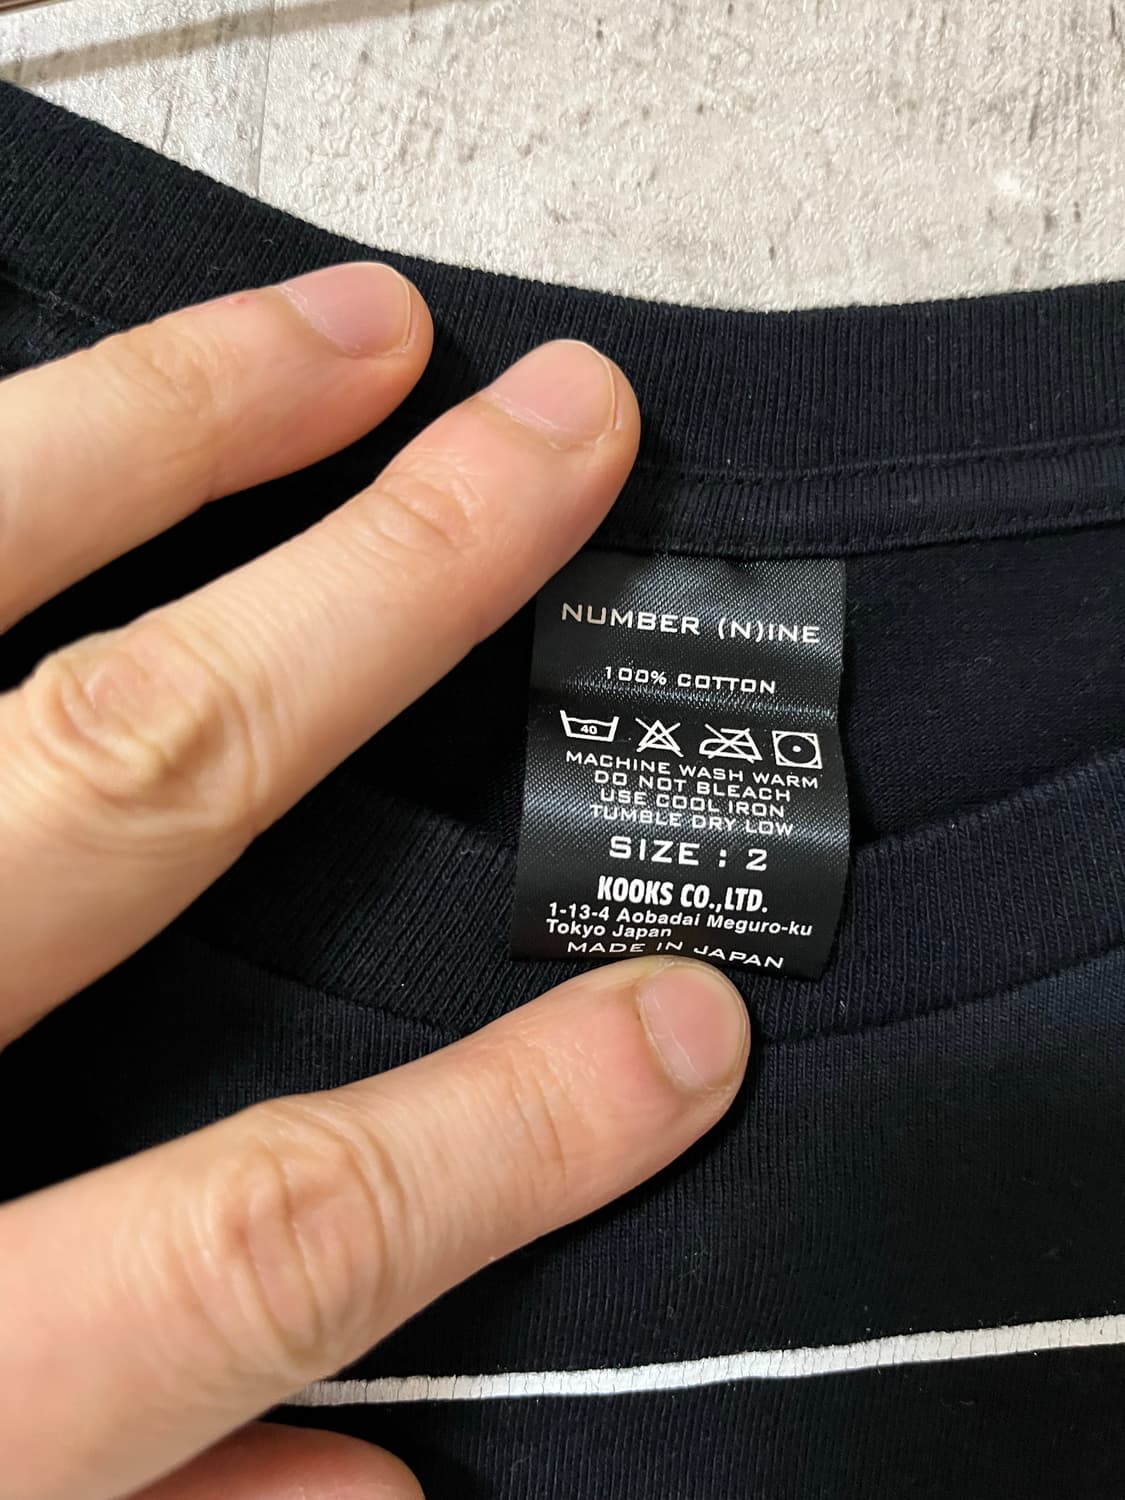 NUMBER (N)INE
100% COTTON
40
MACHINE WASH WARM
DO NOT BLEACH
USE COOL IRON
TUMBLE DRY LOW
SIZE : 2
KOOKS CO.,LTD.
1-13-4 Aobadai Meguro-ku
Tokyo Japan
MADE IN JAPAN